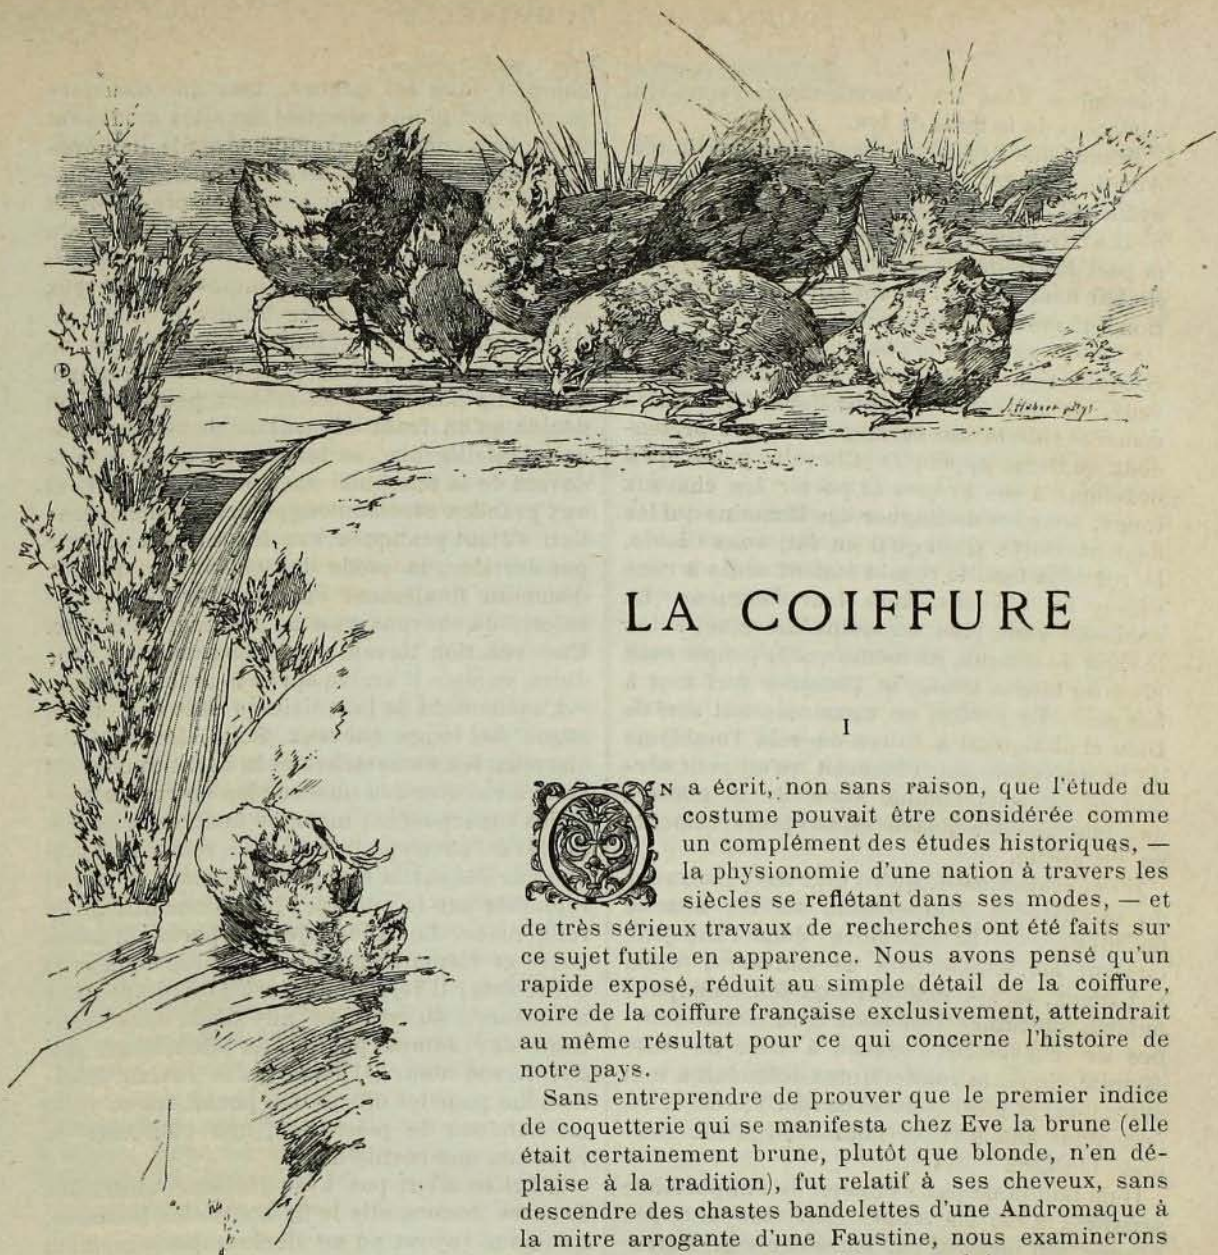 LA COIFFURE
I
ON a écrit, non sans raison, que l'étude du
costume pouvait être considérée comme
un complément des études historiques, —
la physionomie d'une nation à travers les
siècles se reflétant dans ses modes, — et
de très sérieux travaux de recherches ont été faits sur
ce sujet futile en apparence. Nous avons pensé qu'un
rapide exposé, réduit au simple détail de la coiffure,
voire de la coiffure française exclusivement, atteindrait
au même résultat pour ce qui concerne l'histoire de
notre pays.
Sans entreprendre de prouver que le premier indice
de coquetterie qui se manifesta chez Eve la brune (elle
était certainement brune, plutôt que blonde, n'en dé-
plaise à la tradition), fut relatif à ses cheveux, sans
descendre des chastes bandelettes d'une Andromaque à
la mitre arrogante d'une Faustine, nous examinerons